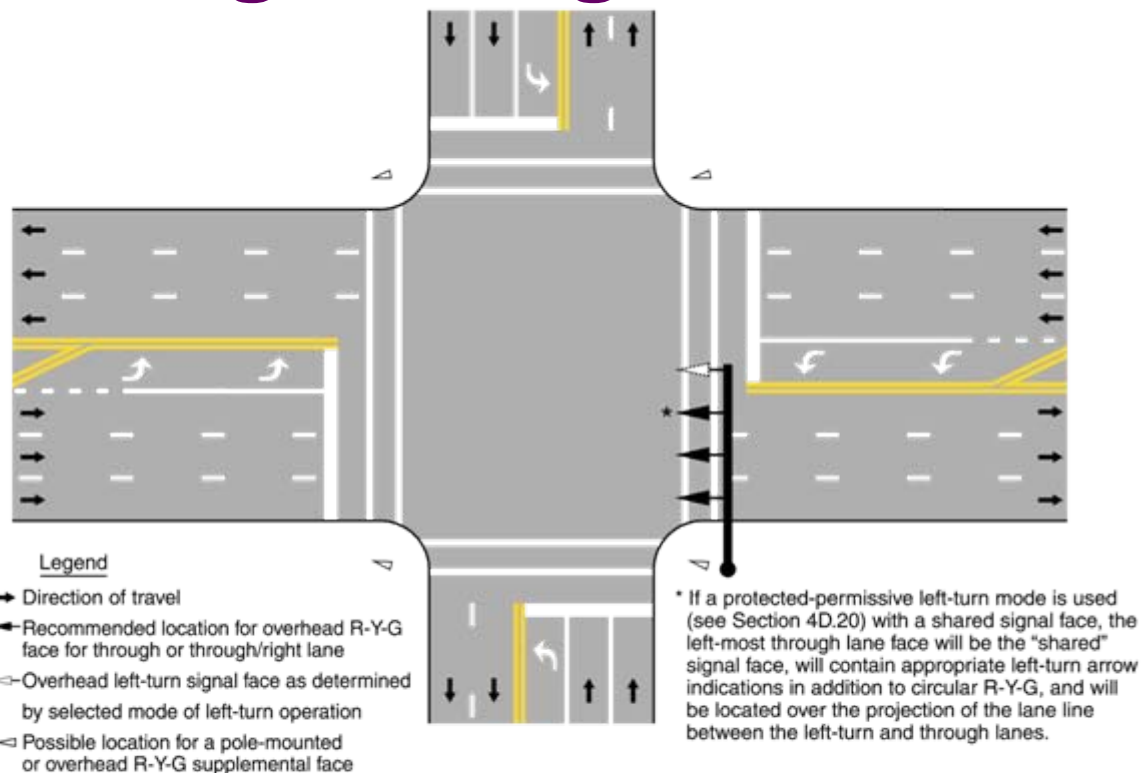 Legend
Direction of travel
Recommended location for overhead R-Y-G
face for through or through/right lane
Overhead left-turn signal face as determined
by selected mode of left-turn operation
Possible location for a pole-mounted
or overhead R-Y-G supplemental face
*
* If a protected-permissive left-turn mode is used
(see Section 4D.20) with a shared signal face, the
left-most through lane face will be the “shared”
signal face, will contain appropriate left-turn arrow
indications in addition to circular R-Y-G, and will
be located over the projection of the lane line
between the left-turn and through lanes.